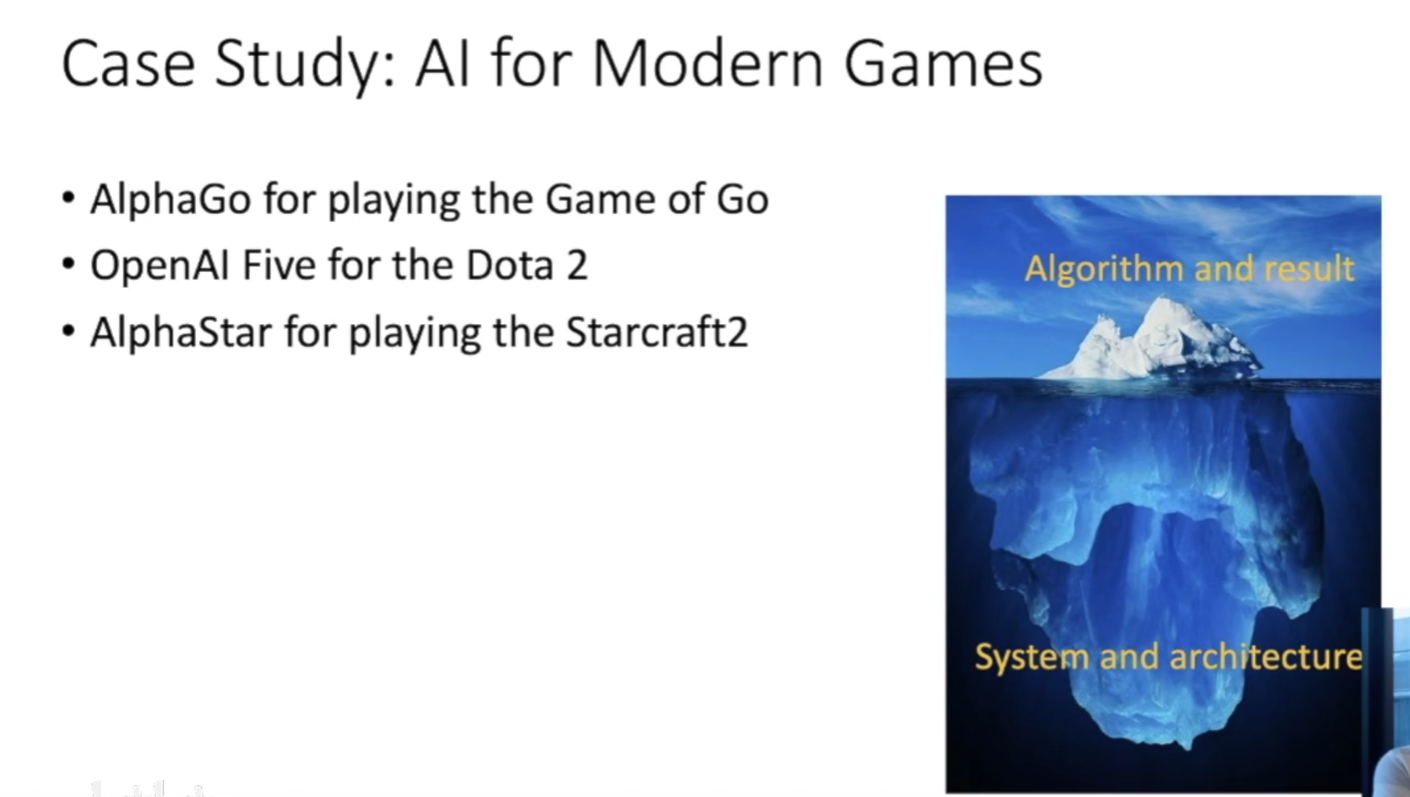 Case Study: AI for Modern Games
• AlphaGo for playing the Game of Go
• OpenAI Five for the Dota 2
• AlphaStar for playing the Starcraft2
Algorithm and result
System and architecture